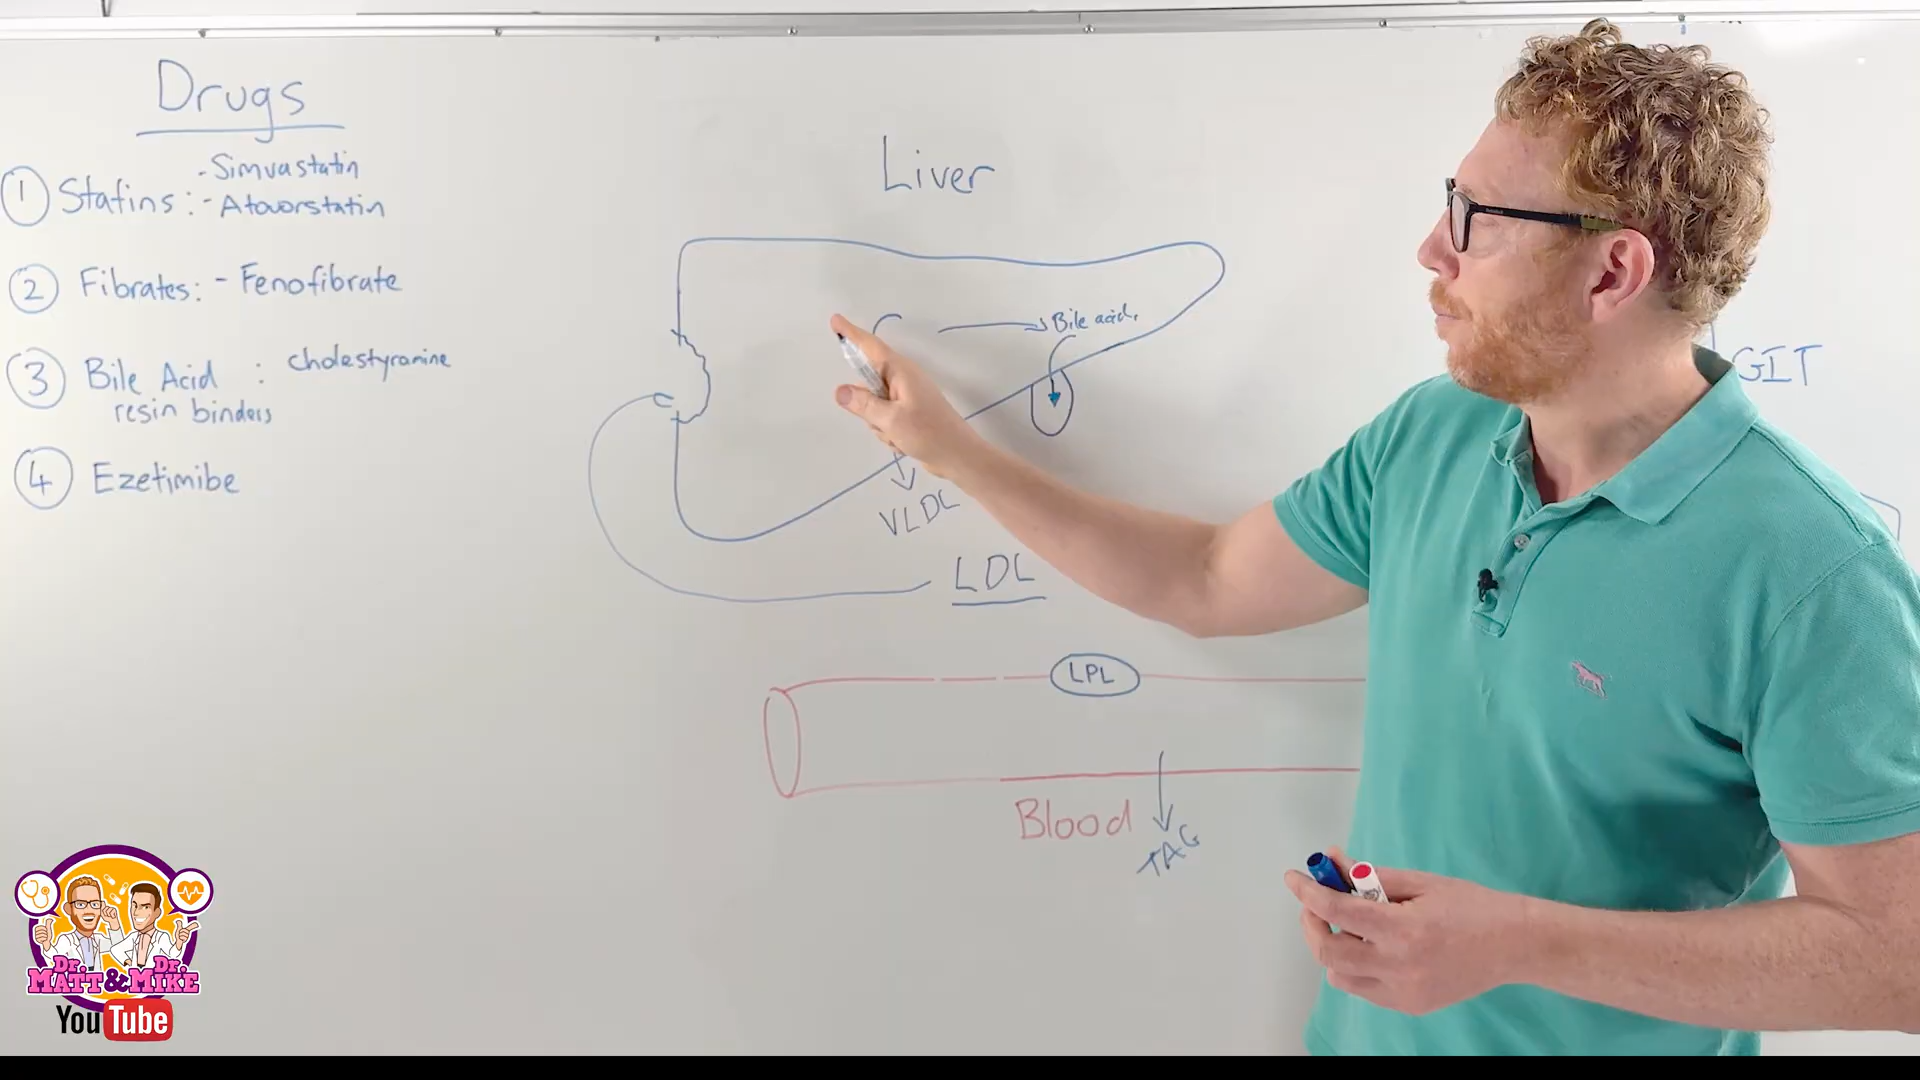 Drugs
- Simvastatin
① Statins: - Atovorstatin
② Fibrates: - Fenofibrate
③ Bile Acid : cholestyramine
resin binders
④ Ezetimibe
Liver
Bile acid.
VLDL
LDL
LPL
Blood
TAG
GIT
Dr. Dr.
MATT & MIKE
YouTube